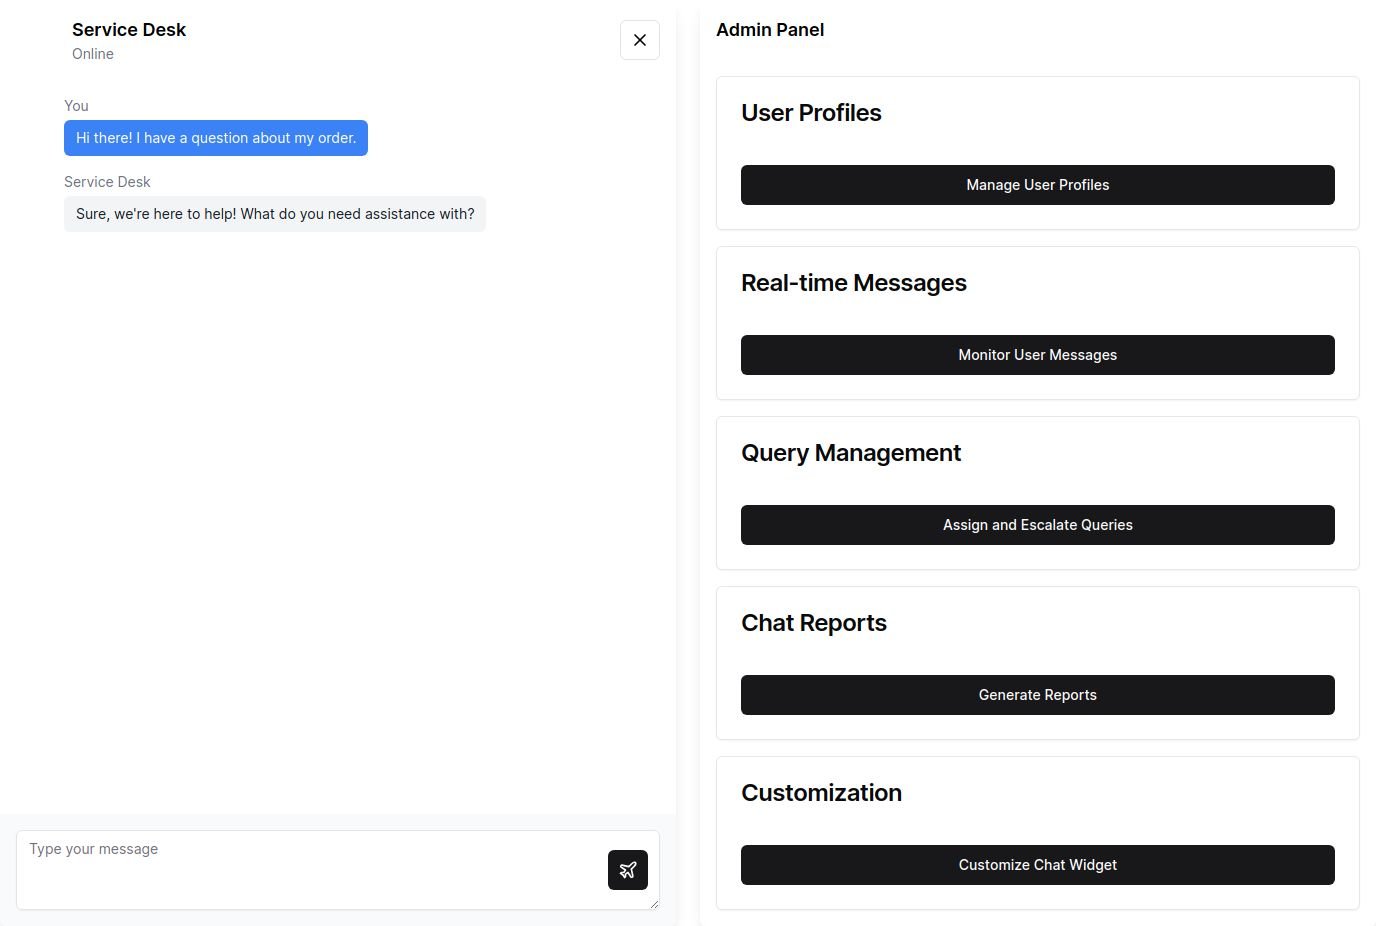 Service Desk
Online
You
Hi there! I have a question about my order.
Service Desk
Sure, we're here to help! What do you need assistance with?
Type your message
Admin Panel
User Profiles
Manage User Profiles
Real-time Messages
Monitor User Messages
Query Management
Assign and Escalate Queries
Chat Reports
Generate Reports
Customization
Customize Chat Widget